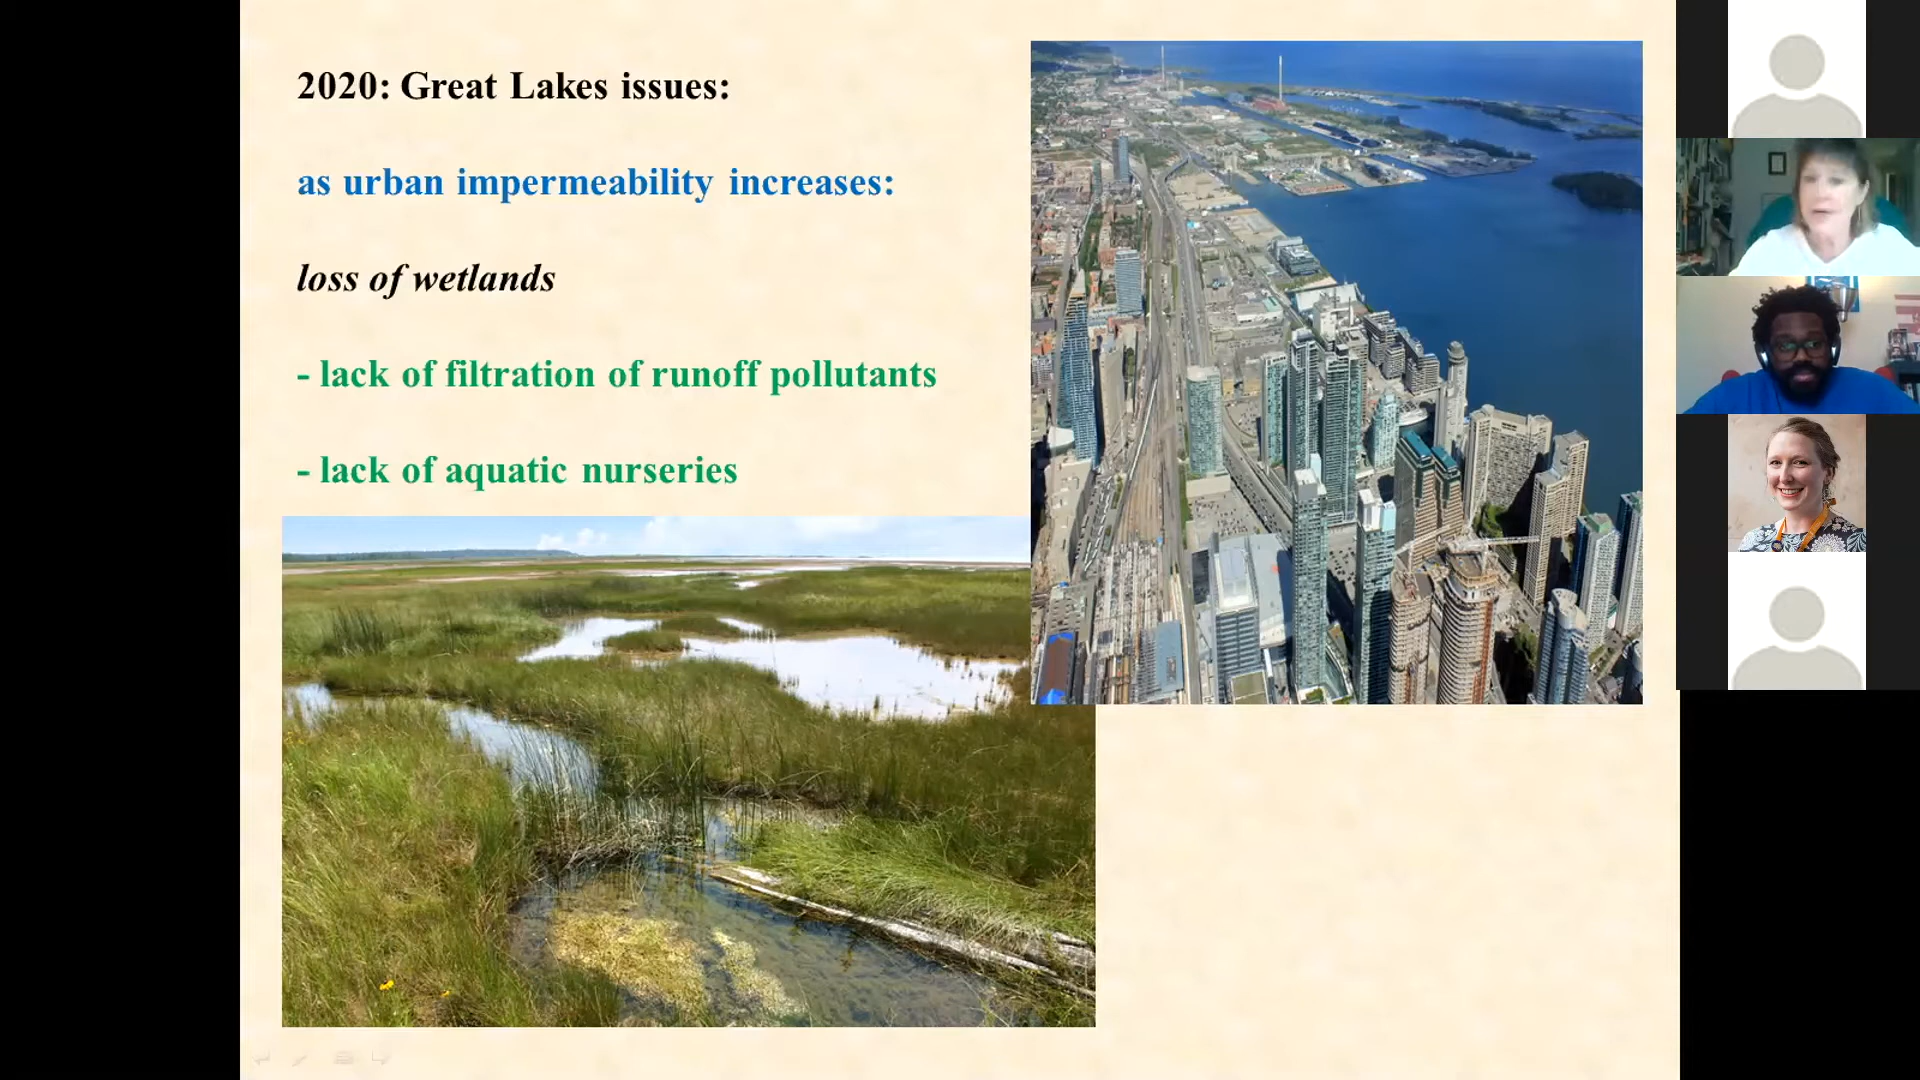 2020: Great Lakes issues:
as urban impermeability increases:
loss of wetlands
- lack of filtration of runoff pollutants
- lack of aquatic nurseries